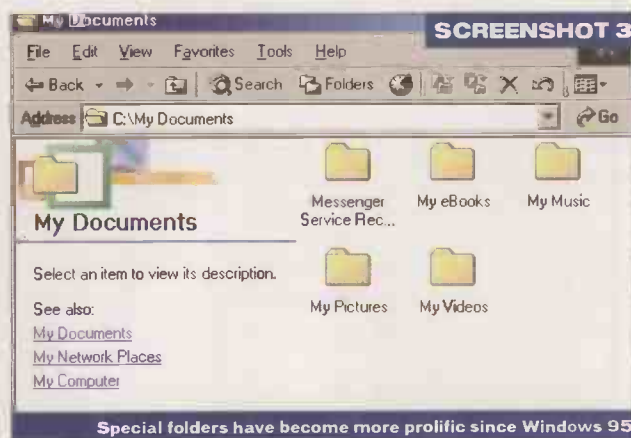 My Documents
SCREENSHOT 3
File Edit View Favorites Tools Help
Back Search Folders
Address C:\My Documents Go
My Documents
Select an item to view its description.
See also:
My Documents
My Network Places
My Computer
Messenger Service Rec...
My eBooks
My Music
My Pictures
My Videos
Special folders have become more prolific since Windows 95